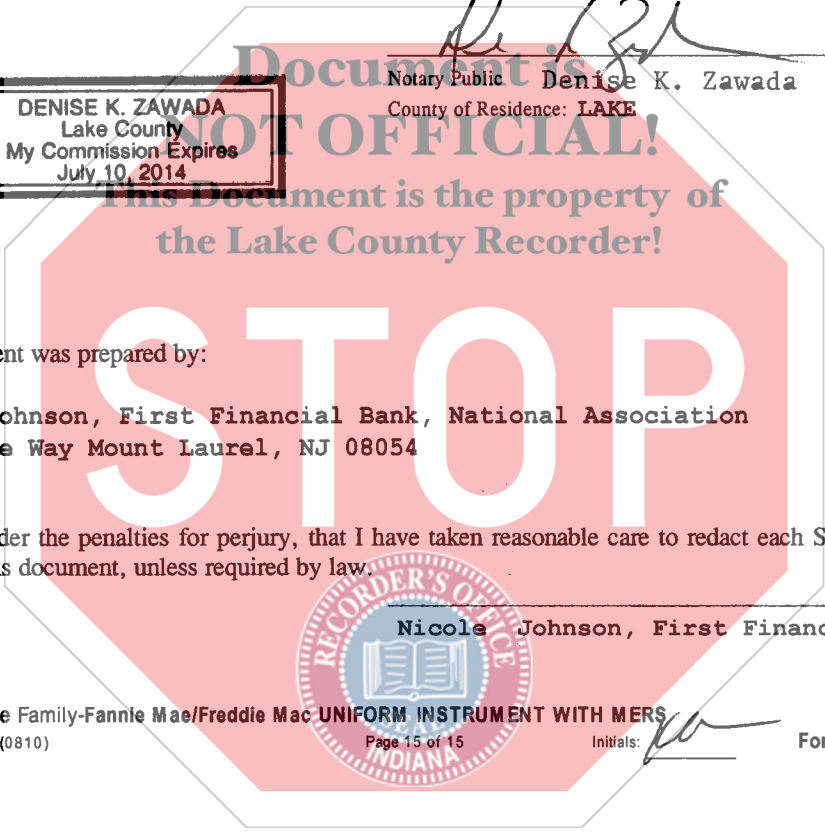 Document is
Notary Public Denise K. Zawada
DENISE K. ZAWADA
County of Residence: LAKE
Lake County
NOT OFFICIAL!
My Commission Expires
July 10, 2014
This Document is the property of
the Lake County Recorder!
STOP
ent was prepared by:
ohnson, First Financial Bank, National Association
e Way Mount Laurel, NJ 08054
der the penalties for perjury, that I have taken reasonable care to redact each S
s document, unless required by law.
RECORDER'S OFFICE
Nicole Johnson, First Financ
SEAL
e Family-Fannie Mae/Freddie Mac UNIFORM INSTRUMENT WITH MERS
(0810) Page 15 of 15 Initials: For
INDIANA